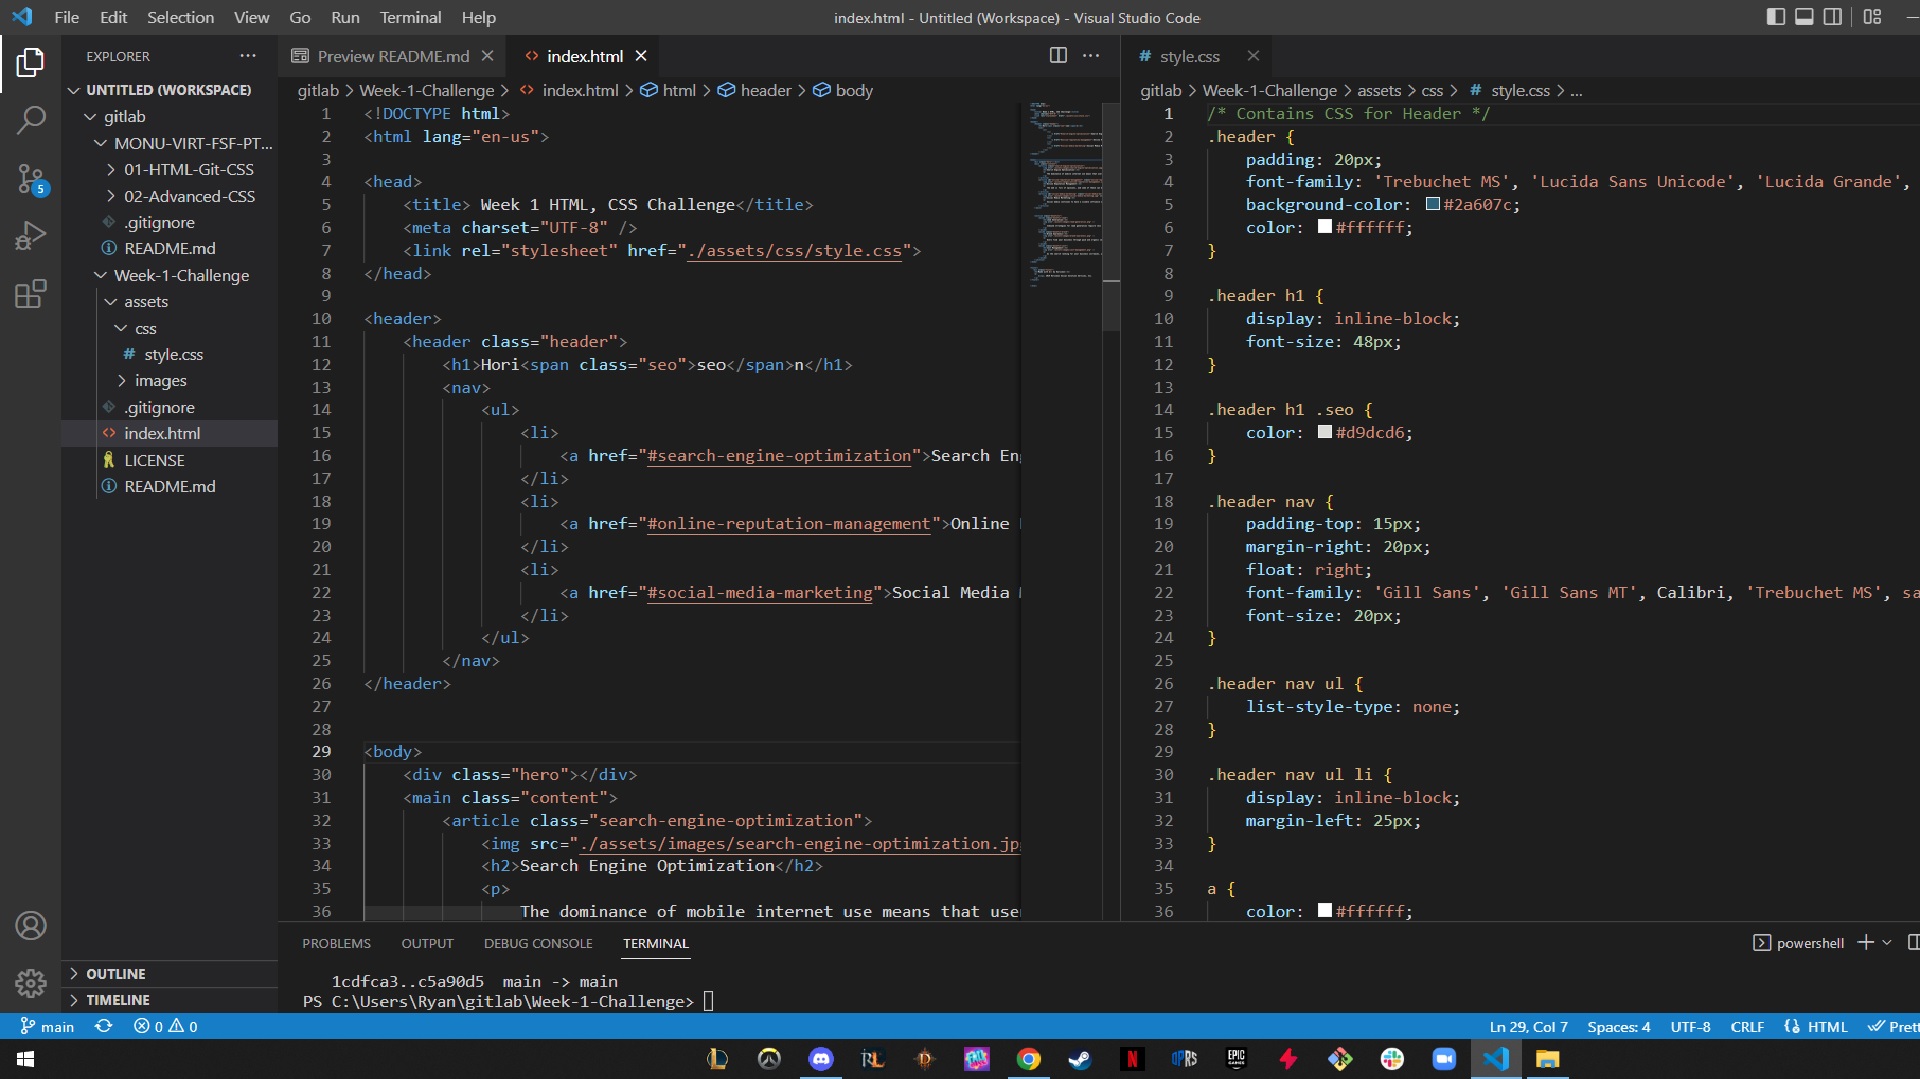 File Edit Selection View Go Run Terminal Help
index.html - Untitled (Workspace) - Visual Studio Code
EXPLORER
UNTITLED (WORKSPACE)
gitlab
MONU-VIRT-FSF-PT...
01-HTML-Git-CSS
02-Advanced-CSS
.gitignore
README.md
Week-1-Challenge
assets
css
# style.css
images
.gitignore
<> index.html
LICENSE
README.md
OUTLINE
TIMELINE
5
Preview README.md
<> index.html
gitlab > Week-1-Challenge > <> index.html > html > header > body
1 <!DOCTYPE html>
2 <html lang="en-us">
3
4 <head>
5 <title> Week 1 HTML, CSS Challenge</title>
6 <meta charset="UTF-8" />
7 <link rel="stylesheet" href="./assets/css/style.css">
8 </head>
9
10 <header>
11 <header class="header">
12 <h1>Hori<span class="seo">seo</span>n</h1>
13 <nav>
14 <ul>
15 <li>
16 <a href="#search-engine-optimization">Search En
17 </li>
18 <li>
19 <a href="#online-reputation-management">Online
20 </li>
21 <li>
22 <a href="#social-media-marketing">Social Media
23 </li>
24 </ul>
25 </nav>
26 </header>
27
28
29 <body>
30 <div class="hero"></div>
31 <main class="content">
32 <article class="search-engine-optimization">
33 <img src="./assets/images/search-engine-optimization.jp
34 <h2>Search Engine Optimization</h2>
35 <p>
36 The dominance of mobile internet use means that use
# style.css
gitlab > Week-1-Challenge > assets > css > # style.css > ...
1 /* Contains CSS for Header */
2 .header {
3 padding: 20px;
4 font-family: 'Trebuchet MS', 'Lucida Sans Unicode', 'Lucida Grande',
5 background-color: #2a607c;
6 color: #ffffff;
7 }
8
9 .header h1 {
10 display: inline-block;
11 font-size: 48px;
12 }
13
14 .header h1 .seo {
15 color: #d9dcd6;
16 }
17
18 .header nav {
19 padding-top: 15px;
20 margin-right: 20px;
21 float: right;
22 font-family: 'Gill Sans', 'Gill Sans MT', Calibri, 'Trebuchet MS', sa
23 font-size: 20px;
24 }
25
26 .header nav ul {
27 list-style-type: none;
28 }
29
30 .header nav ul li {
31 display: inline-block;
32 margin-left: 25px;
33 }
34
35 a {
36 color: #ffffff;
PROBLEMS OUTPUT DEBUG CONSOLE TERMINAL
powershell
1cdfca3..c5a90d5 main -> main
PS C:\Users\Ryan\gitlab\Week-1-Challenge>
main 0 0
Ln 29, Col 7 Spaces: 4 UTF-8 CRLF HTML Prett
RL
N
OPRS
EPIC GAMES